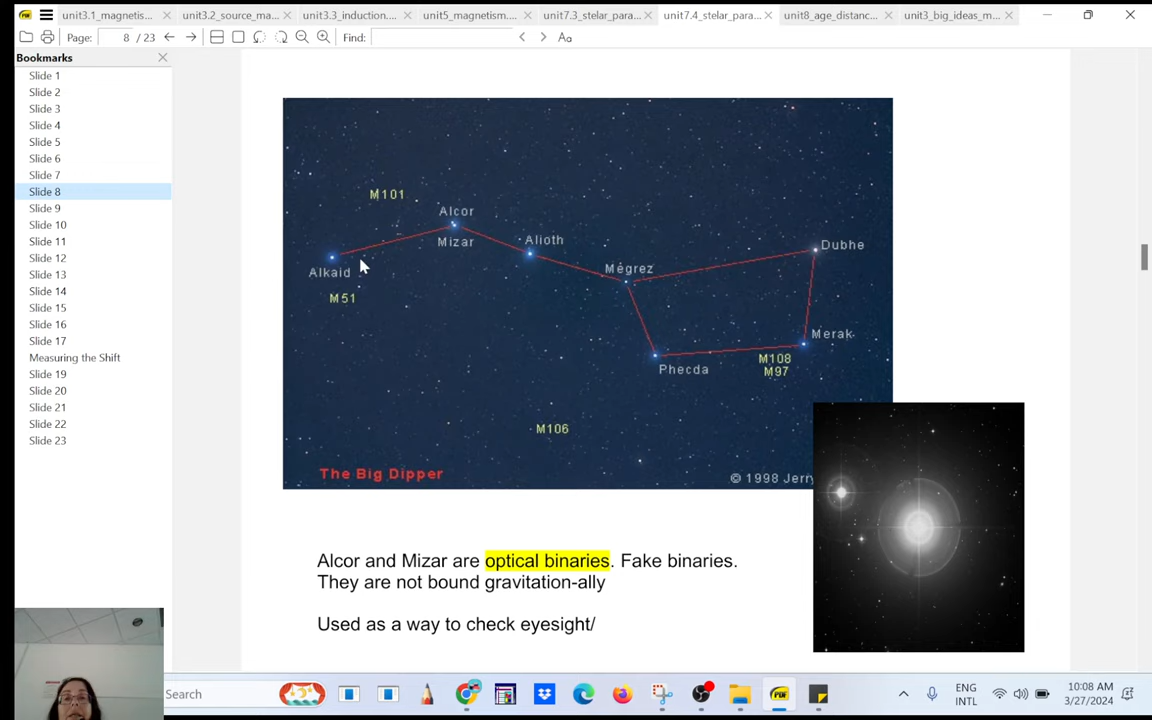 unit3.1_magnetis...
unit3.2_source_ma...
unit3.3_induction....
unit5_magnetism....
unit7.3_stelar_para...
unit7.4_stelar_para...
unit8_age_distanc...
unit3_big_ideas_m...
Page: 8 / 23
Find:
Aa
Bookmarks
Slide 1
Slide 2
Slide 3
Slide 4
Slide 5
Slide 6
Slide 7
Slide 8
Slide 9
Slide 10
Slide 11
Slide 12
Slide 13
Slide 14
Slide 15
Slide 16
Slide 17
Measuring the Shift
Slide 19
Slide 20
Slide 21
Slide 22
Slide 23
M101
Alcor
Mizar
Alioth
Dubhe
Alkaid
Megrez
M51
Merak
M108
M97
Phecda
M106
The Big Dipper
© 1998 Jerry
Alcor and Mizar are optical binaries. Fake binaries.
They are not bound gravitation-ally
Used as a way to check eyesight/
Search
PDF
ENG
INTL
10:08 AM
3/27/2024